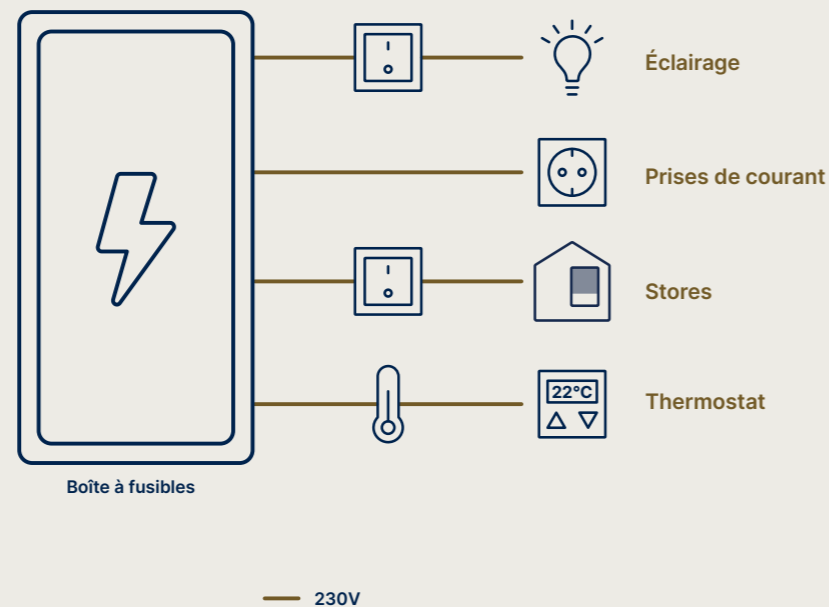 Éclairage
Prises de courant
Stores
22°C
Thermostat
Boîte à fusibles
230V